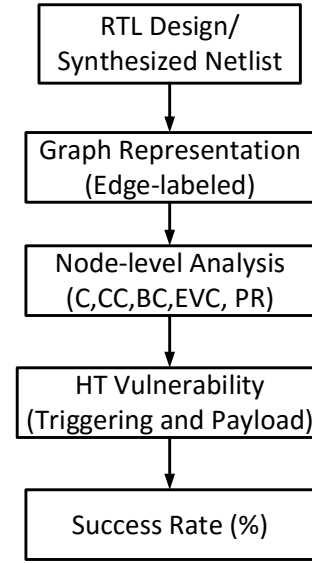 RTL Design/
Synthesized Netlist
Graph Representation
(Edge-labeled)
Node-level Analysis
(C,CC,BC,EVC, PR)
HT Vulnerability
(Triggering and Payload)
Success Rate (%)